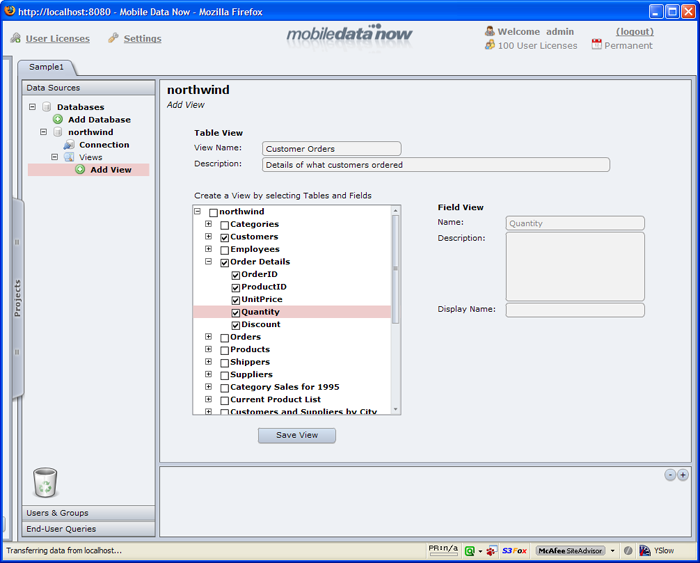 http://localhost:8080 - Mobile Data Now - Mozilla Firefox
User Licenses
Settings
mobiledata now
Welcome admin
(logout)
100 User Licenses
Permanent
Sample1
Data Sources
Databases
Add Database
northwind
Connection
Views
Add View
Projects
Users & Groups
End-User Queries
northwind
Add View
Table View
View Name:
Customer Orders
Description:
Details of what customers ordered
Create a View by selecting Tables and Fields
northwind
Categories
Customers
Employees
Order Details
OrderID
ProductID
UnitPrice
Quantity
Discount
Orders
Products
Shippers
Suppliers
Category Sales for 1995
Current Product List
Customers and Suppliers by City
Save View
Field View
Name:
Quantity
Description:
Display Name:
Transferring data from localhost...
PR:n/a
S3Fox
McAfee SiteAdvisor
YSlow